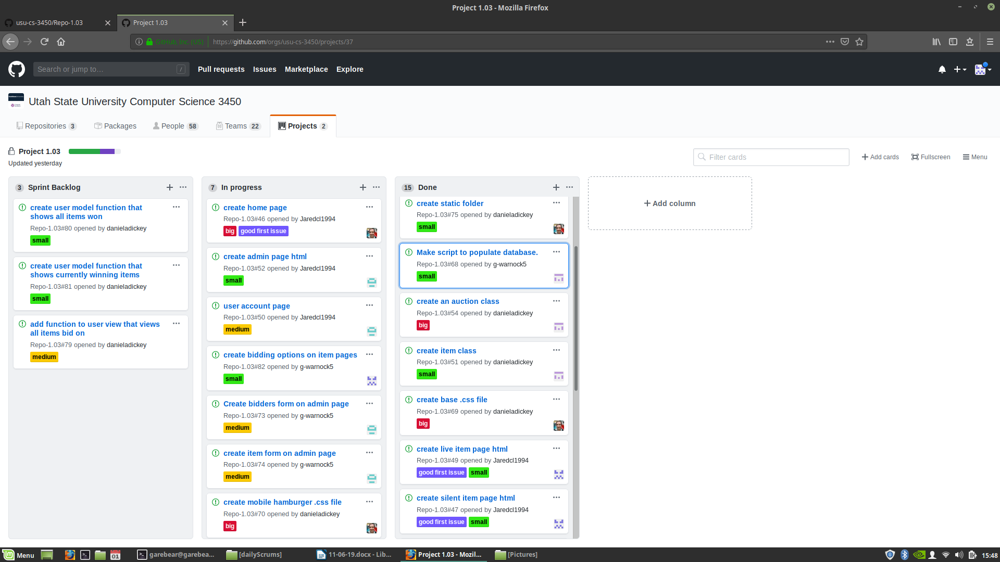 Project 1.03 - Mozilla Firefox
usu-cs-3450/Repo-1.03
Project 1.03
GitHub, Inc. (US)
https://github.com/orgs/usu-cs-3450/projects/37
Search or jump to…
/
Pull requests
Issues
Marketplace
Explore
Utah State University Computer Science 3450
Repositories 3
Packages
People 58
Teams 22
Projects 2
Project 1.03
Updated yesterday
Filter cards
Add cards
Fullscreen
Menu
3 Sprint Backlog
create user model function that
shows all items won
Repo-1.03#80 opened by danieladickey
small
create user model function that
shows currently winning items
Repo-1.03#81 opened by danieladickey
small
add function to user view that views
all items bid on
Repo-1.03#79 opened by danieladickey
medium
7 In progress
create home page
Repo-1.03#46 opened by Jaredcl1994
big good first issue
create admin page html
Repo-1.03#52 opened by Jaredcl1994
small
user account page
Repo-1.03#50 opened by Jaredcl1994
medium
create bidding options on item pages
Repo-1.03#82 opened by g-warnock5
small
Create bidders form on admin page
Repo-1.03#73 opened by g-warnock5
medium
create item form on admin page
Repo-1.03#74 opened by g-warnock5
medium
create mobile hamburger .css file
Repo-1.03#70 opened by danieladickey
big
15 Done
create static folder
Repo-1.03#75 opened by danieladickey
small
Make script to populate database.
Repo-1.03#68 opened by g-warnock5
small
create an auction class
Repo-1.03#54 opened by danieladickey
big
create item class
Repo-1.03#51 opened by danieladickey
small
create base .css file
Repo-1.03#69 opened by danieladickey
big
create live item page html
Repo-1.03#49 opened by Jaredcl1994
good first issue small
create silent item page html
Repo-1.03#47 opened by Jaredcl1994
good first issue small
Add column
Menu
01
garebear@garebea...
[dailyScrums]
11-06-19.docx - Lib...
Project 1.03 - Mozil...
[Pictures]
15:48